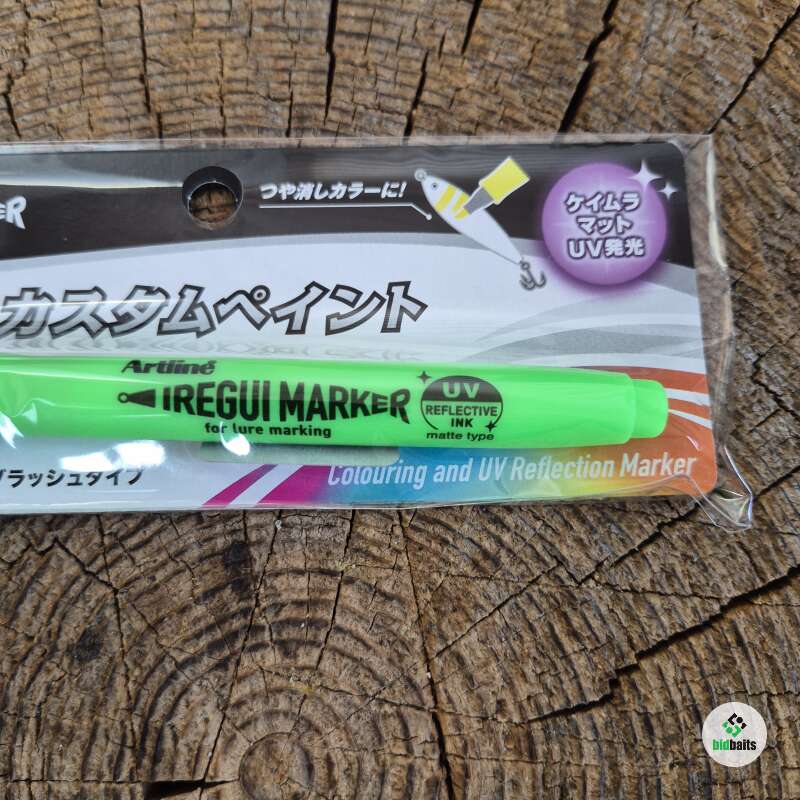 つや消しカラーに!
ケイムラ
マット
UV発光
カスタムペイント
Artline
IREGUI MARKER
for lure marking
UV
REFLECTIVE
INK
matte type
ブラッシュタイプ
Colouring and UV Reflection Marker
bidbaits